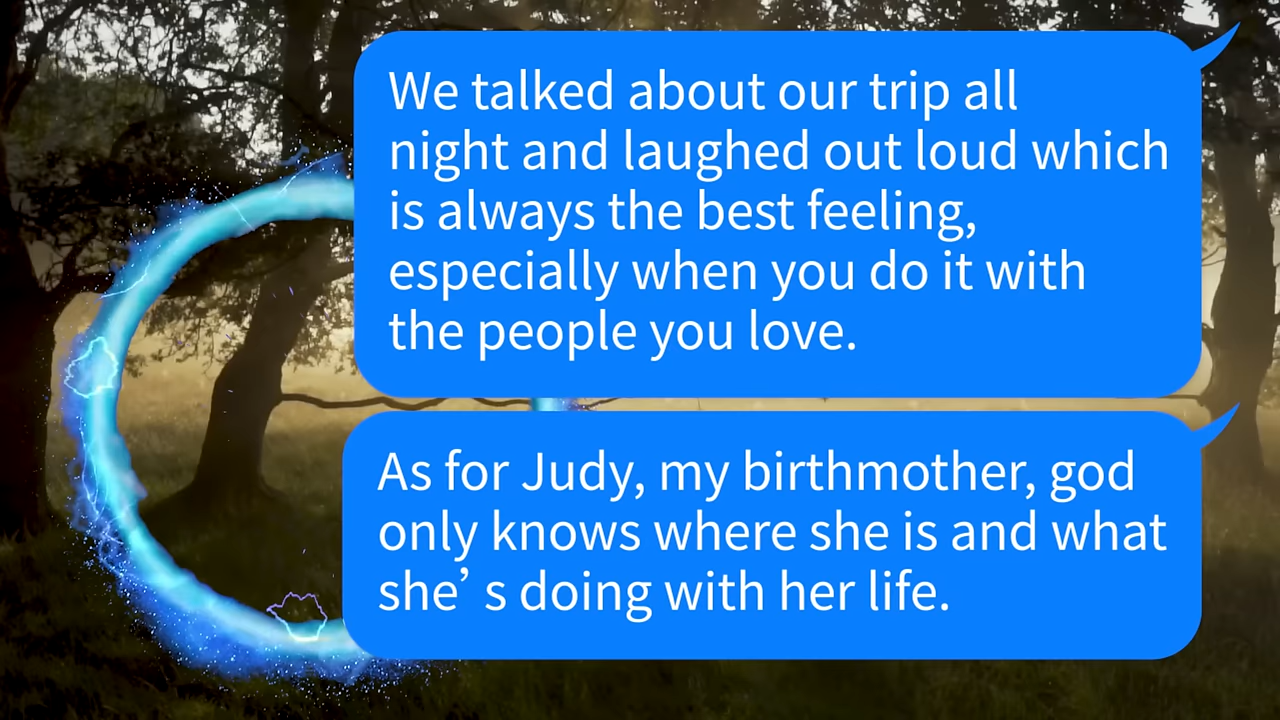 We talked about our trip all
night and laughed out loud which
is always the best feeling,
especially when you do it with
the people you love.
As for Judy, my birthmother, god
only knows where she is and what
she’ s doing with her life.